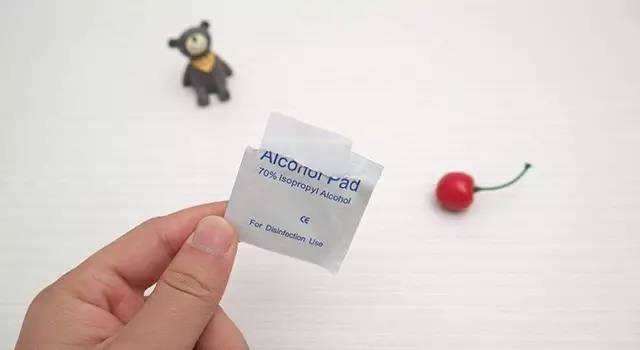 Alcohol Pad
70% Isopropyl Alcohol
CE
For Disinfection Use